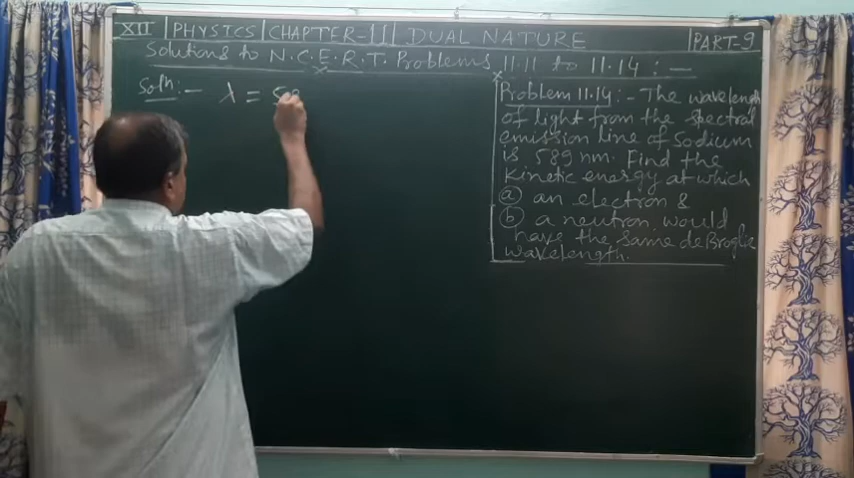 XII | PHYSICS | CHAPTER-11 | DUAL NATURE | PART-9
Solutions to N.C.E.R.T. Problems 11.11 to 11.14 :-
Soln:- λ = 58
Problem 11.14:- The wavelength
of light from the spectral
emission line of Sodium
is 589 nm. Find the
Kinetic energy at which
(a) an electron &
(b) a neutron would
have the same deBroglie
wavelength.